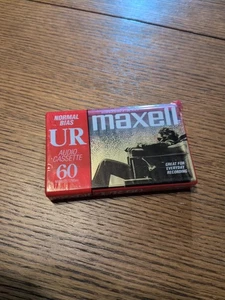 NORMAL
BIAS
UR
AUDIO
CASSETTE
60
maxell
GREAT FOR
EVERYDAY
RECORDING